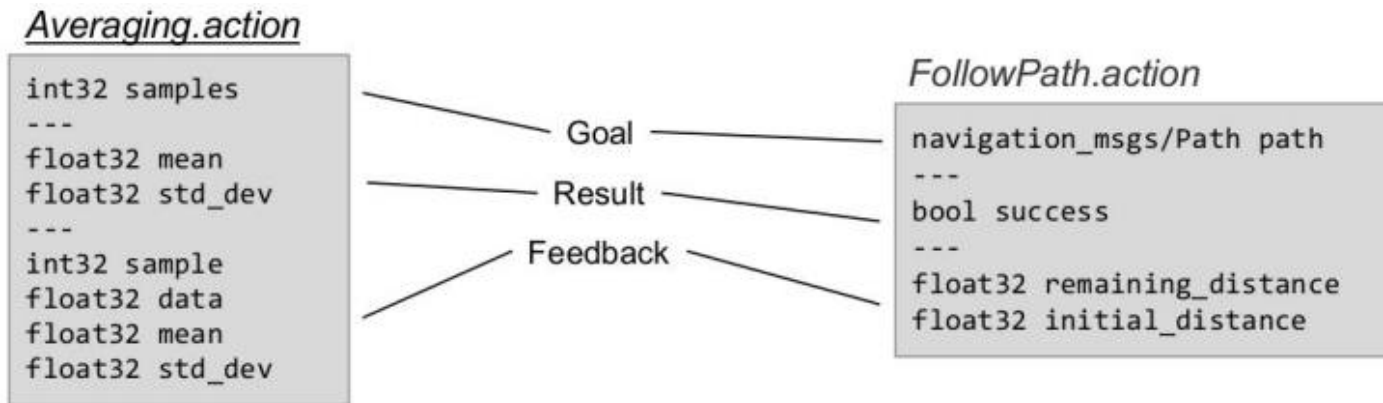 Averaging.action
int32 samples
---
float32 mean
float32 std_dev
---
int32 sample
float32 data
float32 mean
float32 std_dev
Goal
Result
Feedback
FollowPath.action
navigation_msgs/Path path
---
bool success
---
float32 remaining_distance
float32 initial_distance